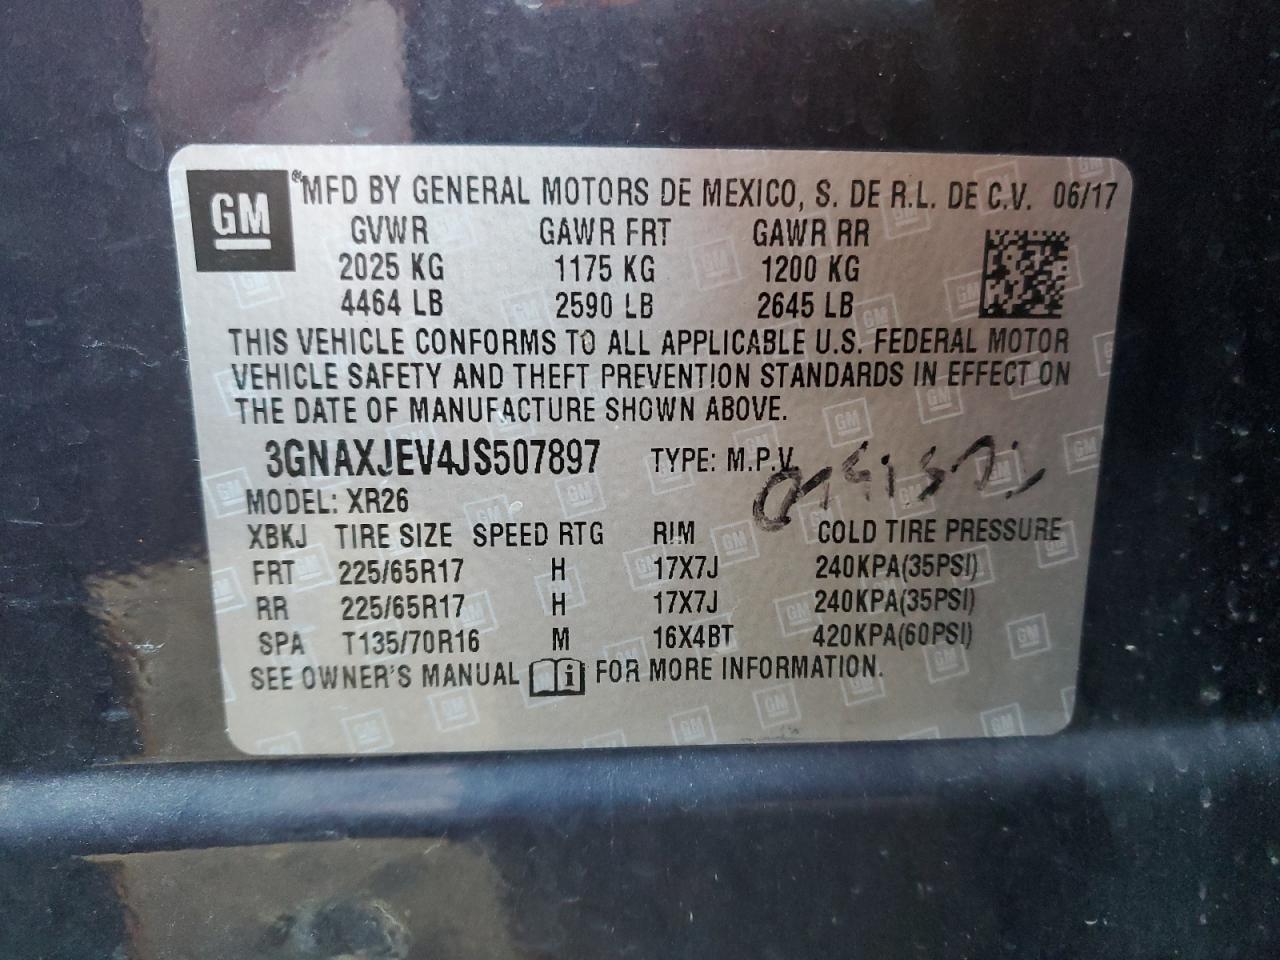 GM
®MFD BY GENERAL MOTORS DE MEXICO, S. DE R.L. DE C.V. 06/17
GVWR GAWR FRT GAWR RR
2025 KG 1175 KG 1200 KG
4464 LB 2590 LB 2645 LB
THIS VEHICLE CONFORMS TO ALL APPLICABLE U.S. FEDERAL MOTOR
VEHICLE SAFETY AND THEFT PREVENTION STANDARDS IN EFFECT ON
THE DATE OF MANUFACTURE SHOWN ABOVE.
3GNAXJEV4JS507897 TYPE: M.P.V.
MODEL: XR26
XBKJ TIRE SIZE SPEED RTG RIM COLD TIRE PRESSURE
FRT 225/65R17 H 17X7J 240KPA(35PSI)
RR 225/65R17 H 17X7J 240KPA(35PSI)
SPA T135/70R16 M 16X4BT 420KPA(60PSI)
SEE OWNER'S MANUAL i FOR MORE INFORMATION.